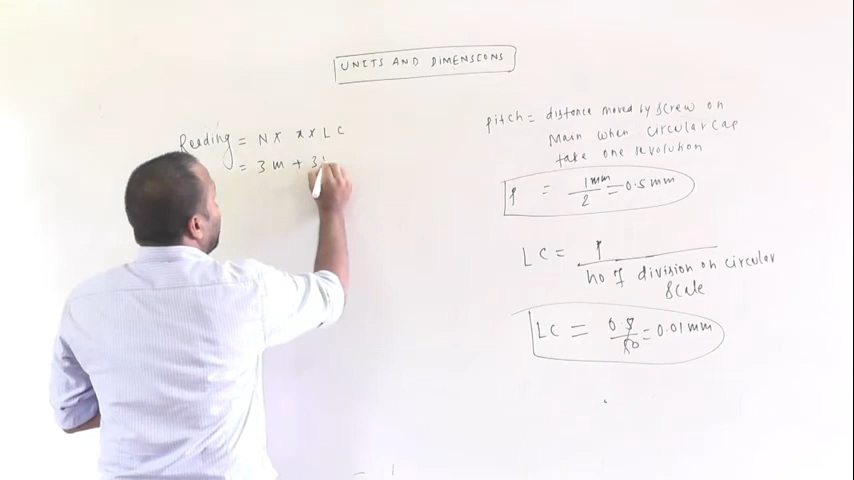 UNITS AND DIMENSIONS
Reading = N x x x LC
= 3 m + 3
pitch = distance moved by screw on
Main when circular cap
take one revolution
p = 1mm/2 = 0.5 mm
LC = p
no of division on circular
scale
LC = 0.5/50 = 0.01 mm